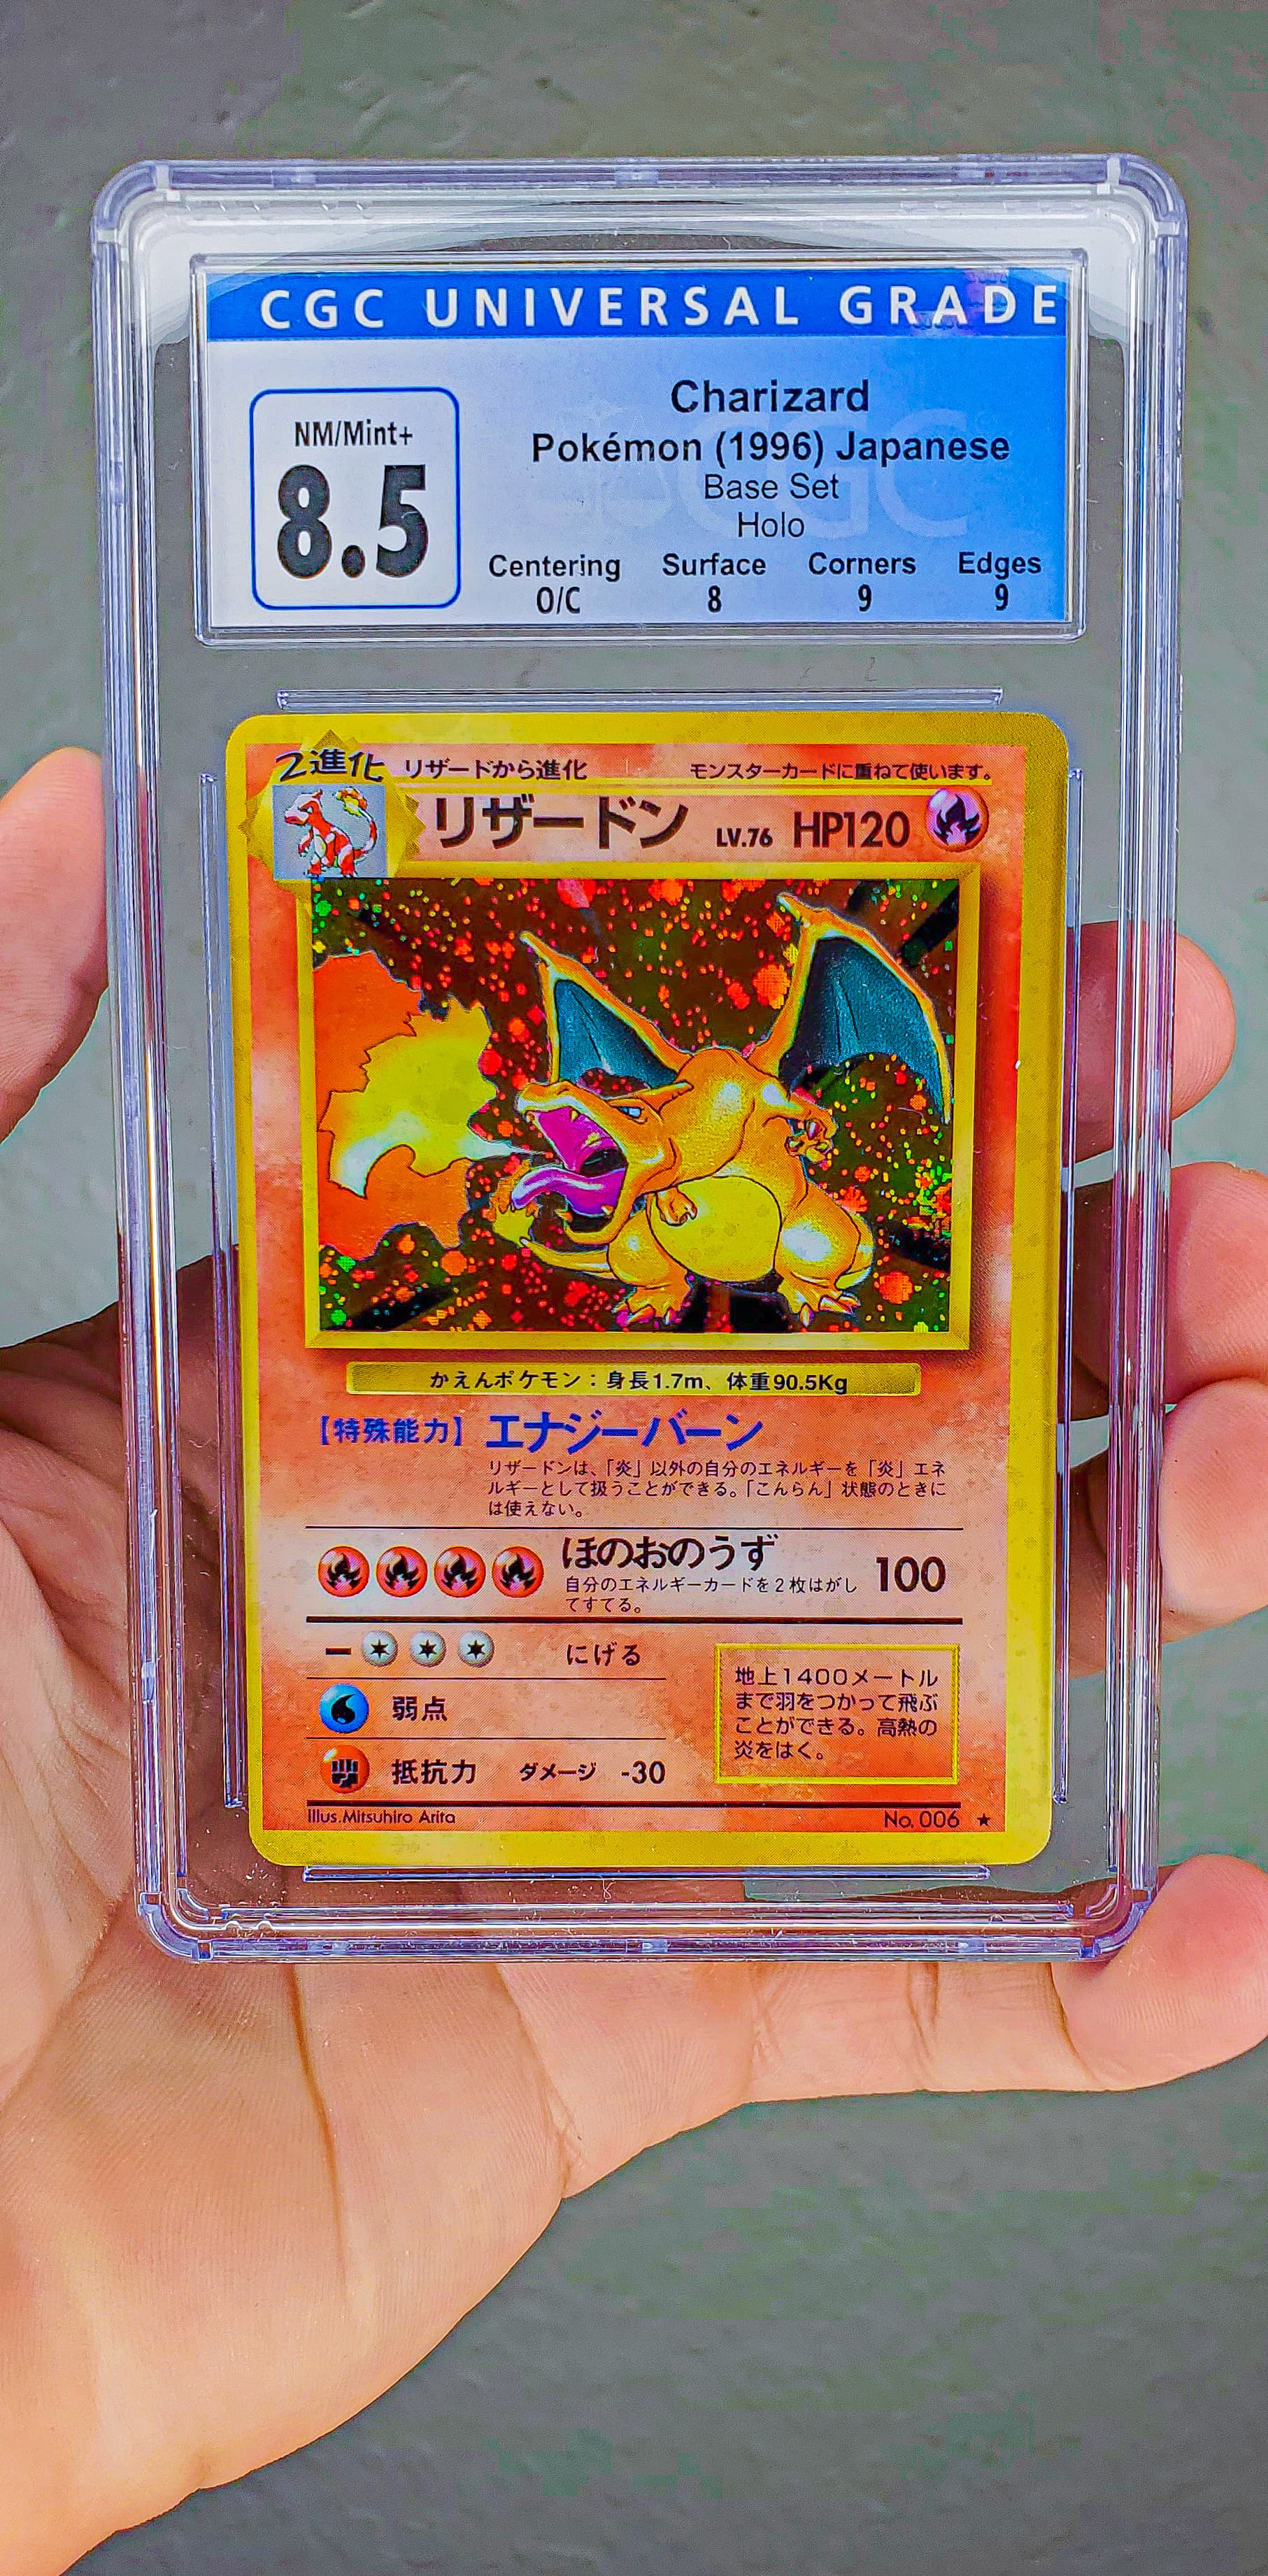 CGC UNIVERSAL GRADE
NM/Mint+
8.5
Charizard
Pokémon (1996) Japanese
Base Set
Holo
Centering Surface Corners Edges
O/C 8 9 9
CGC
2進化 リザードから進化 モンスターカードに重ねて使います。
リザードン LV.76 HP120
かえんポケモン：身長1.7m、体重90.5Kg
【特殊能力】 エナジーバーン
リザードンは、「炎」以外の自分のエネルギーを「炎」エネ
ルギーとして扱うことができる。「こんらん」状態のときに
は使えない。
ほのおのうず 100
自分のエネルギーカードを2枚はがし
てすてる。
ー にげる
弱点
抵抗力 ダメージ -30
地上1400メートル
まで羽をつかって飛ぶ
ことができる。高熱の
炎をはく。
Illus.Mitsuhiro Arita No. 006 ★